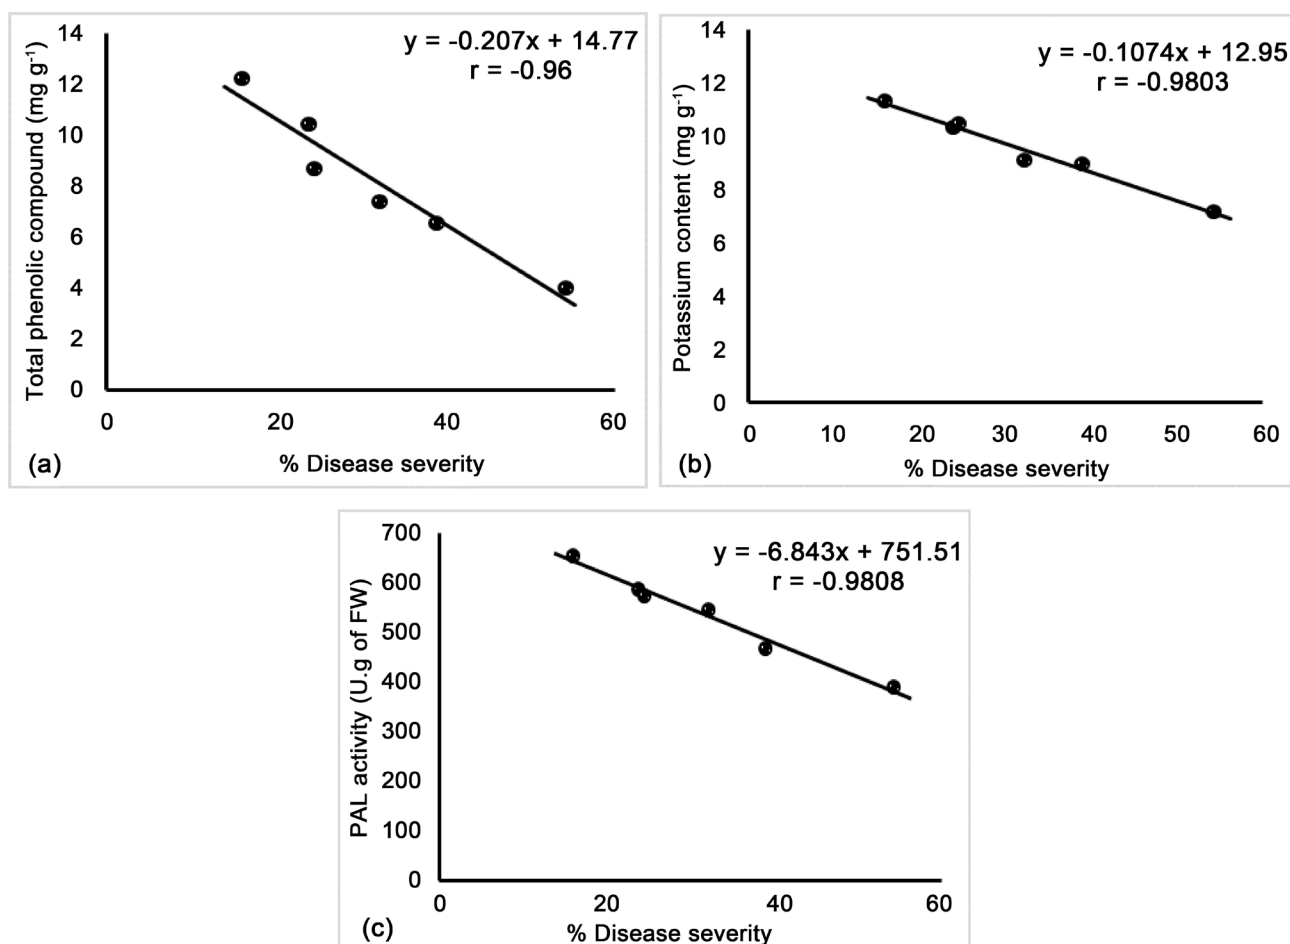 y = -0.207x + 14.77
r = -0.96
Total phenolic compound (mg g⁻¹)
14
12
10
8
6
4
2
0
0 20 40 60
% Disease severity
(a)
y = -0.1074x + 12.95
r = -0.9803
Potassium content (mg g⁻¹)
14
12
10
8
6
4
2
0
0 10 20 30 40 50 60
% Disease severity
(b)
y = -6.843x + 751.51
r = -0.9808
PAL activity (U.g of FW)
700
600
500
400
300
200
100
0
0 20 40 60
% Disease severity
(c)